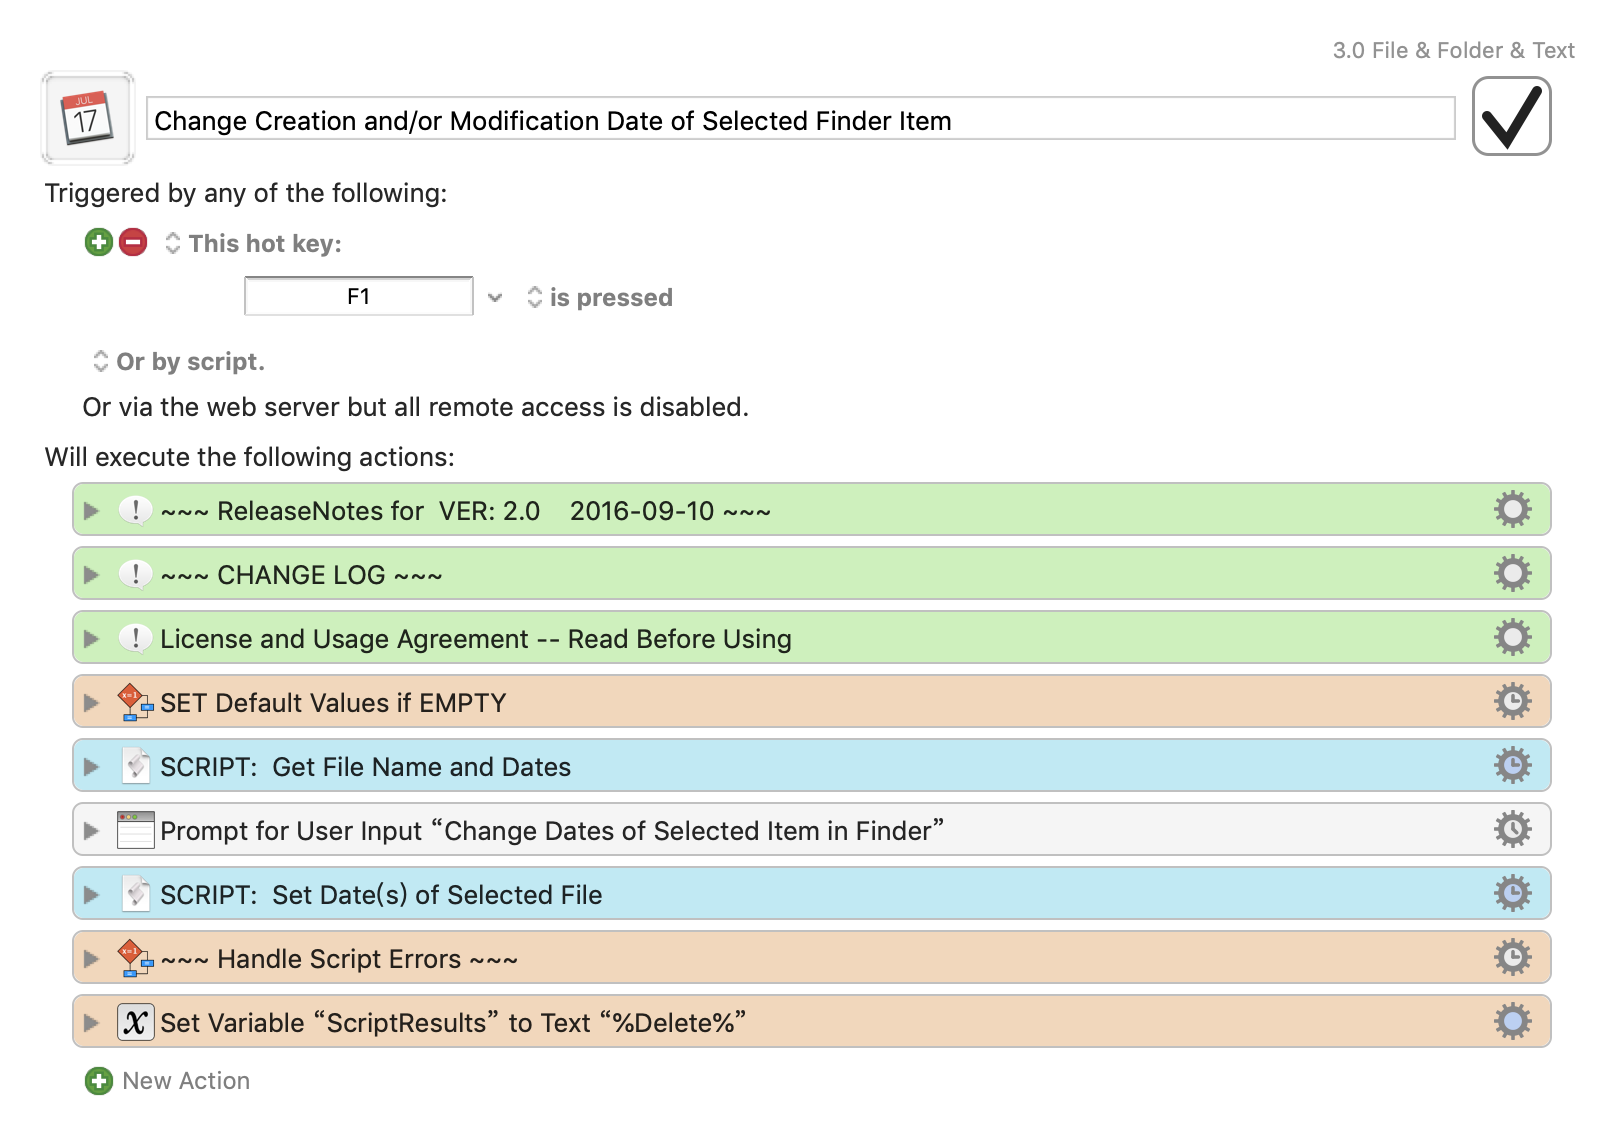 3.0 File & Folder & Text
JUL
17
Change Creation and/or Modification Date of Selected Finder Item
Triggered by any of the following:
This hot key:
F1
is pressed
Or by script.
Or via the web server but all remote access is disabled.
Will execute the following actions:
~~~ ReleaseNotes for  VER: 2.0    2016-09-10 ~~~
~~~ CHANGE LOG ~~~
License and Usage Agreement -- Read Before Using
x=1
SET Default Values if EMPTY
SCRIPT:  Get File Name and Dates
Prompt for User Input “Change Dates of Selected Item in Finder”
SCRIPT:  Set Date(s) of Selected File
x=1
~~~ Handle Script Errors ~~~
x
Set Variable “ScriptResults” to Text “%Delete%”
New Action